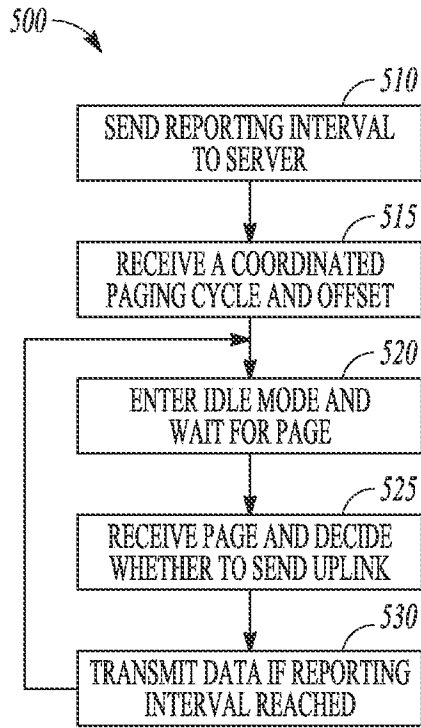 500
510
SEND REPORTING INTERVAL
TO SERVER
515
RECEIVE A COORDINATED
PAGING CYCLE AND OFFSET
520
ENTER IDLE MODE AND
WAIT FOR PAGE
525
RECEIVE PAGE AND DECIDE
WHETHER TO SEND UPLINK
530
TRANSMIT DATA IF REPORTING
INTERVAL REACHED